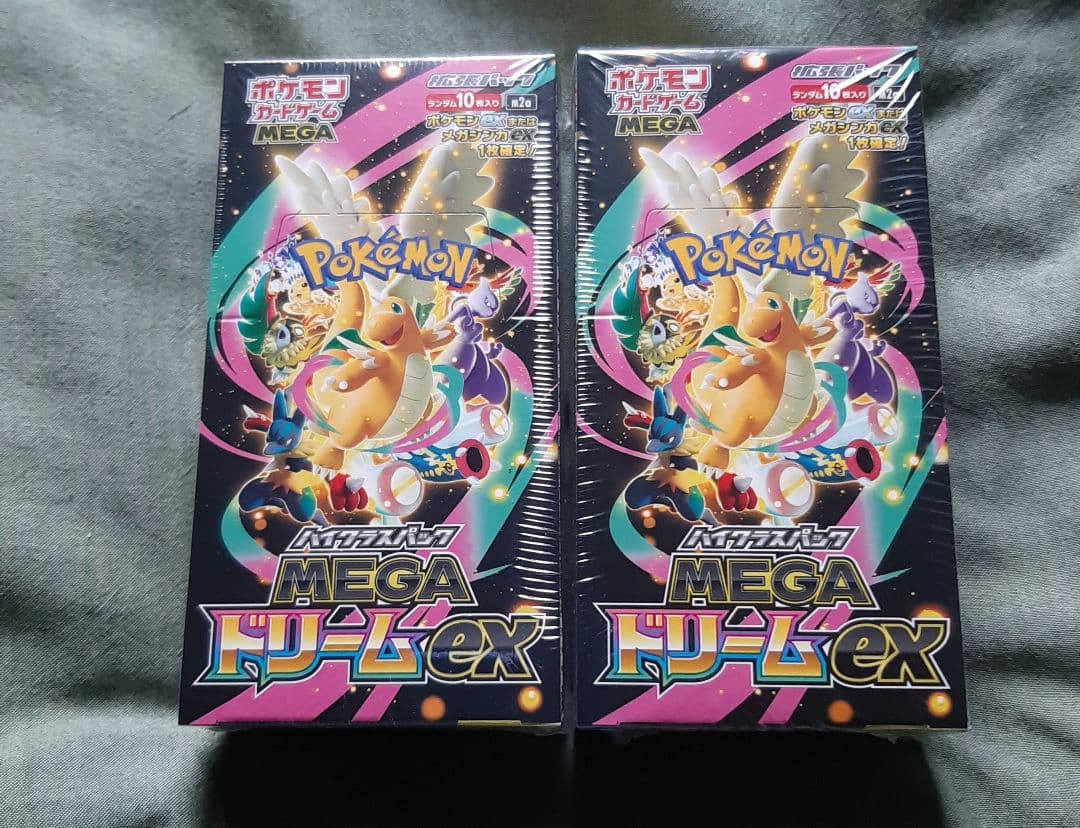 ポケモン
カードゲーム
MEGA
拡張パック
ランダム10枚入り m2a
ポケモンexまたは
メガシンカex
1枚確定!
POKéMON
ハイクラスパック
MEGA
ドリームex
ポケモン
カードゲーム
MEGA
拡張パック
ランダム10枚入り m2a
ポケモンexまたは
メガシンカex
1枚確定!
POKéMON
ハイクラスパック
MEGA
ドリームex